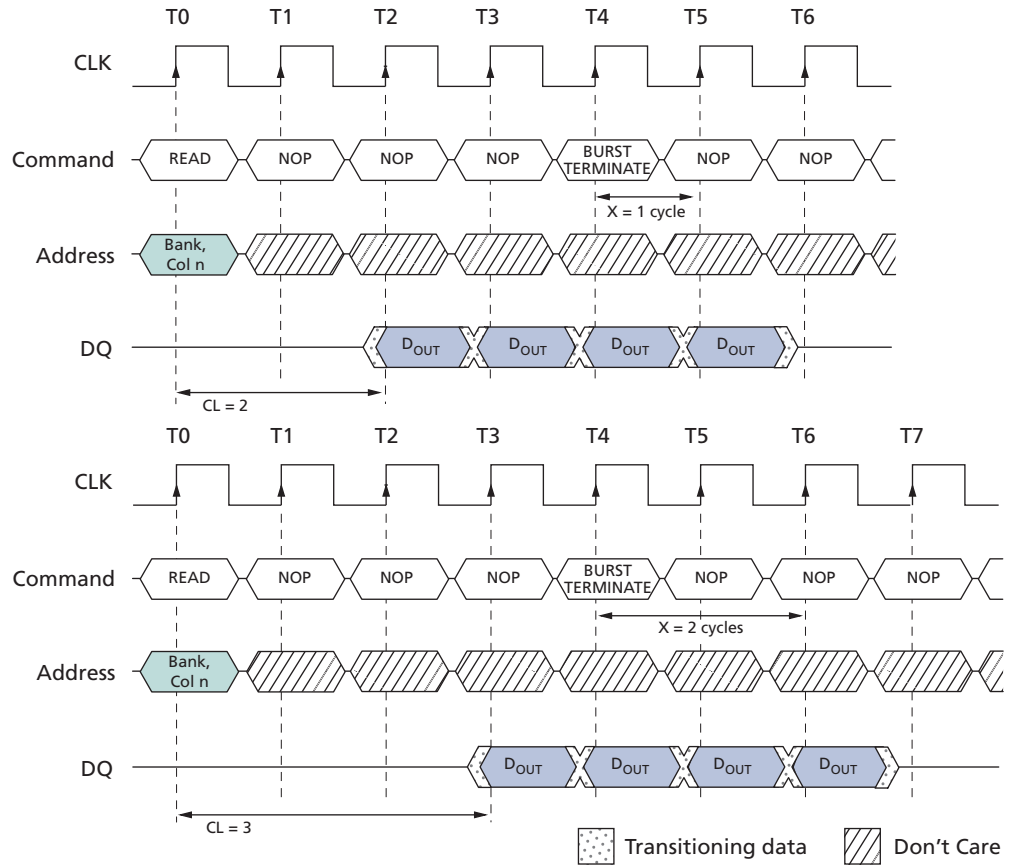 T0 T1 T2 T3 T4 T5 T6
CLK
Command READ NOP NOP NOP BURST TERMINATE NOP NOP
X = 1 cycle
Address Bank, Col n
DQ DOUT DOUT DOUT DOUT
CL = 2
T0 T1 T2 T3 T4 T5 T6 T7
CLK
Command READ NOP NOP NOP BURST TERMINATE NOP NOP NOP
X = 2 cycles
Address Bank, Col n
DQ DOUT DOUT DOUT DOUT
CL = 3
Transitioning data Don't Care